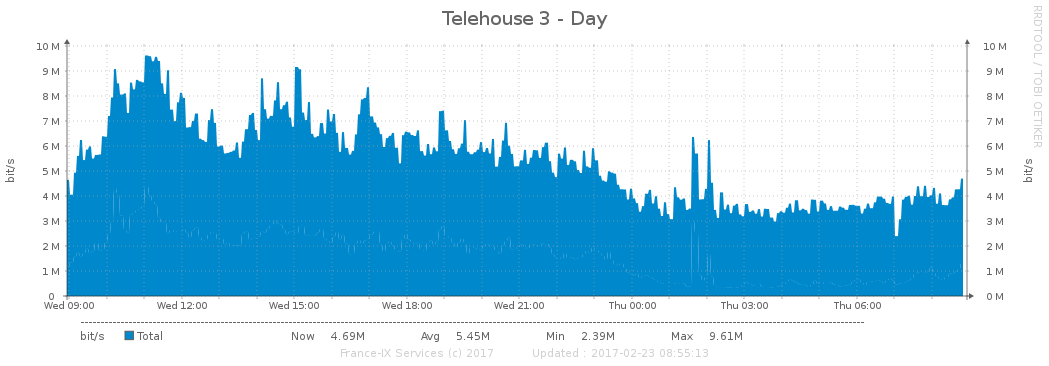 Telehouse 3 - Day
RRDTOOL / TOBI OETIKER
bit/s
10 M 10 M
9 M 9 M
8 M 8 M
7 M 7 M
6 M 6 M
5 M 5 M
4 M 4 M
3 M 3 M
2 M 2 M
1 M 1 M
0 0 M
bit/s
Wed 09:00 Wed 12:00 Wed 15:00 Wed 18:00 Wed 21:00 Thu 00:00 Thu 03:00 Thu 06:00
bit/s Total Now 4.69M Avg 5.45M Min 2.39M Max 9.61M
France-IX Services (c) 2017 Updated : 2017-02-23 08:55:13